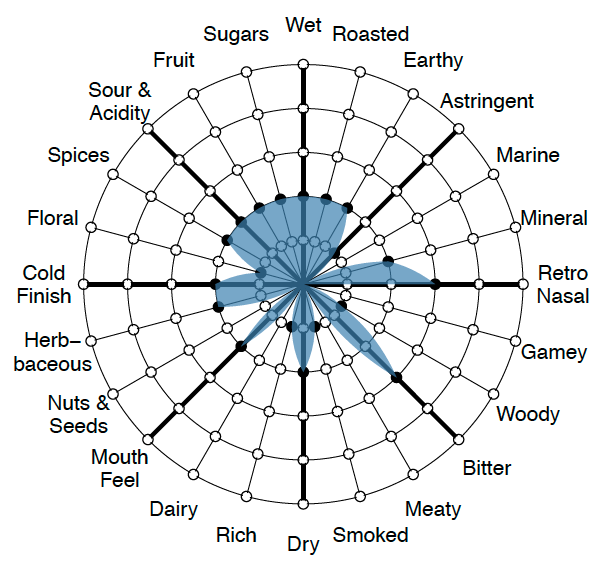 Wet
Roasted
Earthy
Astringent
Marine
Mineral
Retro
Nasal
Gamey
Woody
Bitter
Meaty
Smoked
Dry
Rich
Dairy
Mouth
Feel
Nuts &
Seeds
Herb–
baceous
Cold
Finish
Floral
Spices
Sour &
Acidity
Fruit
Sugars